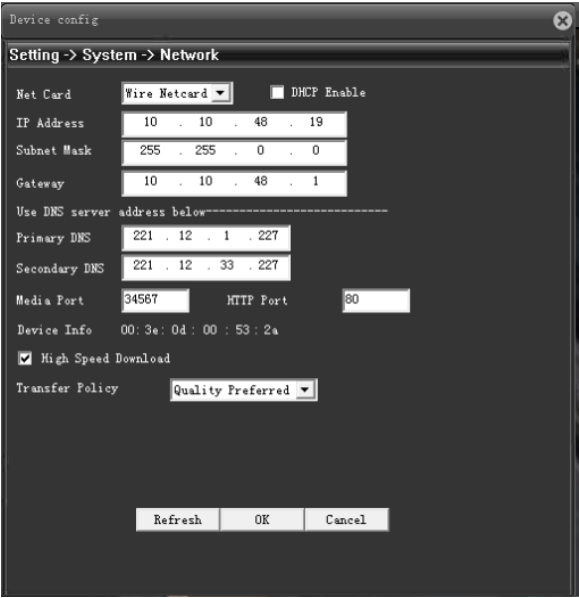 Device config
Setting -> System -> Network
Net Card Wire Netcard DHCP Enable
IP Address 10 . 10 . 48 . 19
Subnet Mask 255 . 255 . 0 . 0
Gateway 10 . 10 . 48 . 1
Use DNS server address below----------------------------
Primary DNS 221 . 12 . 1 . 227
Secondary DNS 221 . 12 . 33 . 227
Media Port 34567 HTTP Port 80
Device Info 00:3e:0d:00:53:2a
High Speed Download
Transfer Policy Quality Preferred
Refresh OK Cancel